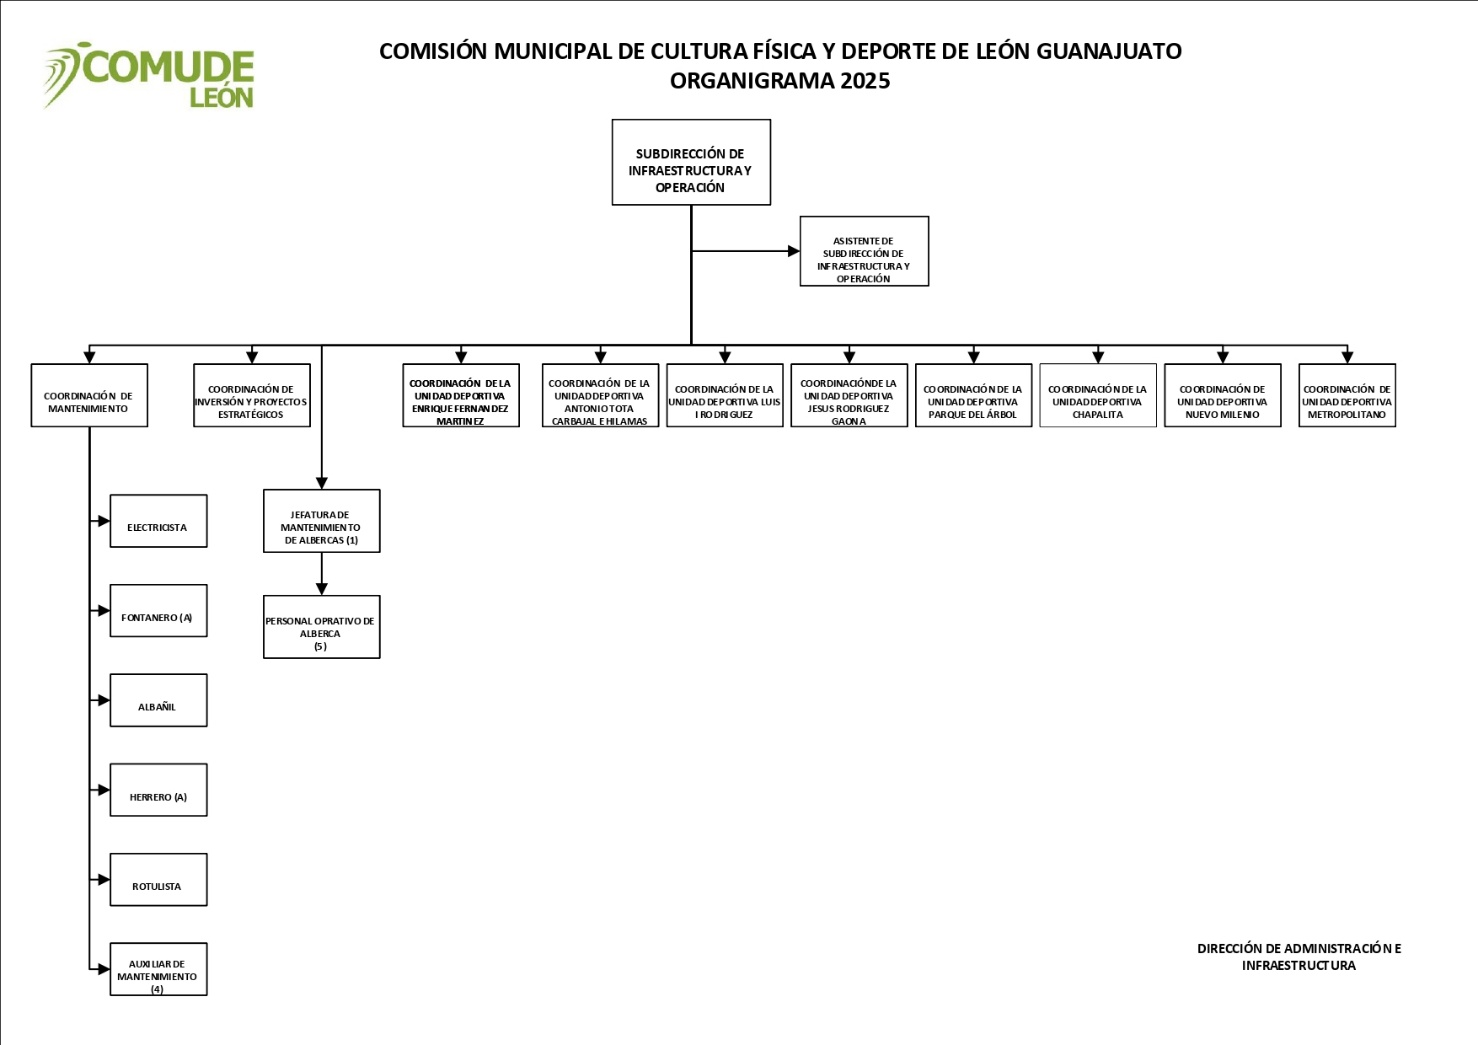 COMUDE
LEÓN
COMISIÓN MUNICIPAL DE CULTURA FÍSICA Y DEPORTE DE LEÓN GUANAJUATO
ORGANIGRAMA 2025
SUBDIRECCIÓN DE
INFRAESTRUCTURA Y
OPERACIÓN
ASISTENTE DE
SUBDIRECCIÓN DE
INFRAESTRUCTURA Y
OPERACIÓN
COORDINACIÓN DE
MANTENIMIENTO
COORDINACIÓN DE
INVERSIÓN Y PROYECTOS
ESTRATÉGICOS
COORDINACIÓN DE LA
UNIDAD DEPORTIVA
ENRIQUE FERNANDEZ
MARTINEZ
COORDINACIÓN DE LA
UNIDAD DEPORTIVA
ANTONIO TOTA
CARBAJAL E HILAMAS
COORDINACIÓN DE LA
UNIDAD DEPORTIVA LUIS
I RODRIGUEZ
COORDINACIÓN DE LA
UNIDAD DEPORTIVA
JESUS RODRIGUEZ
GAONA
COORDINACIÓN DE LA
UNIDAD DEPORTIVA
PARQUE DEL ÁRBOL
COORDINACIÓN DE LA
UNIDAD DEPORTIVA
CHAPALITA
COORDINACIÓN DE
UNIDAD DEPORTIVA
NUEVO MILENIO
COORDINACIÓN DE
UNIDAD DEPORTIVA
METROPOLITANO
ELECTRICISTA
FONTANERO (A)
ALBAÑIL
HERRERO (A)
ROTULISTA
AUXILIAR DE
MANTENIMIENTO
(4)
JEFATURA DE
MANTENIMIENTO
DE ALBERCAS (1)
PERSONAL OPRATIVO DE
ALBERCA
(5)
DIRECCIÓN DE ADMINISTRACIÓN E
INFRAESTRUCTURA